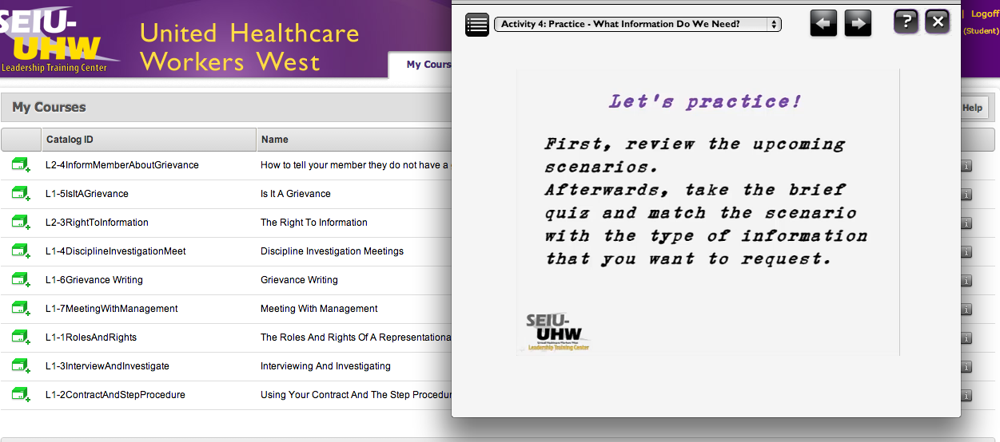 SEIU-
UHW
Leadership Training Center
United Healthcare
Workers West
My Cours
Activity 4: Practice - What Information Do We Need?
?
| Logoff
(Student)
My Courses
Help
Catalog ID
Name
L2-4InformMemberAboutGrievance
How to tell your member they do not have a
L1-5IsItAGrievance
Is It A Grievance
L2-3RightToInformation
The Right To Information
L1-4DisciplineInvestigationMeet
Discipline Investigation Meetings
L1-6Grievance Writing
Grievance Writing
L1-7MeetingWithManagement
Meeting With Management
L1-1RolesAndRights
The Roles And Rights Of A Representationa
L1-3InterviewAndInvestigate
Interviewing And Investigating
L1-2ContractAndStepProcedure
Using Your Contract And The Step Procedur
Let's practice!
First, review the upcoming
scenarios.
Afterwards, take the brief
quiz and match the scenario
with the type of information
that you want to request.
SEIU-
UHW
United Healthcare Workers West
Leadership Training Center